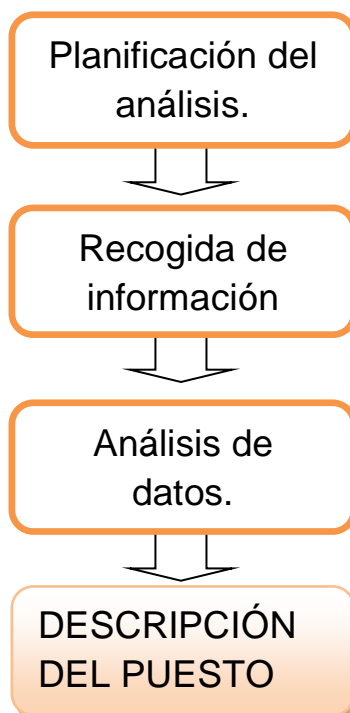 Planificación del
análisis.
Recogida de
información
Análisis de
datos.
DESCRIPCIÓN
DEL PUESTO